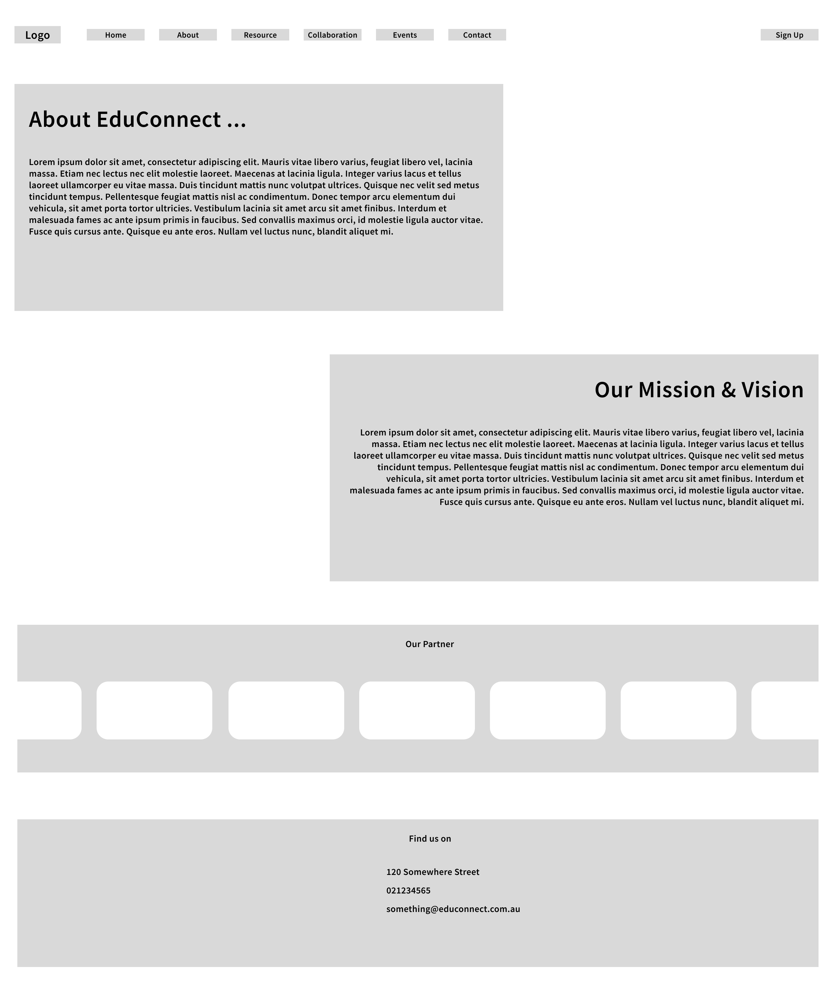 Logo
Home
About
Resource
Collaboration
Events
Contact
Sign Up
About EduConnect ...
Lorem ipsum dolor sit amet, consectetur adipiscing elit. Mauris vitae libero varius, feugiat libero vel, lacinia
massa. Etiam nec lectus nec elit molestie laoreet. Maecenas at lacinia ligula. Integer varius lacus et tellus
laoreet ullamcorper eu vitae massa. Duis tincidunt mattis nunc volutpat ultrices. Quisque nec velit sed metus
tincidunt tempus. Pellentesque feugiat mattis nisl ac condimentum. Donec tempor arcu elementum dui
vehicula, sit amet porta tortor ultricies. Vestibulum lacinia sit amet arcu sit amet finibus. Interdum et
malesuada fames ac ante ipsum primis in faucibus. Sed convallis maximus orci, id molestie ligula auctor vitae.
Fusce quis cursus ante. Quisque eu ante eros. Nullam vel luctus nunc, blandit aliquet mi.
Our Mission & Vision
Lorem ipsum dolor sit amet, consectetur adipiscing elit. Mauris vitae libero varius, feugiat libero vel, lacinia
massa. Etiam nec lectus nec elit molestie laoreet. Maecenas at lacinia ligula. Integer varius lacus et tellus
laoreet ullamcorper eu vitae massa. Duis tincidunt mattis nunc volutpat ultrices. Quisque nec velit sed metus
tincidunt tempus. Pellentesque feugiat mattis nisl ac condimentum. Donec tempor arcu elementum dui
vehicula, sit amet porta tortor ultricies. Vestibulum lacinia sit amet arcu sit amet finibus. Interdum et
malesuada fames ac ante ipsum primis in faucibus. Sed convallis maximus orci, id molestie ligula auctor vitae.
Fusce quis cursus ante. Quisque eu ante eros. Nullam vel luctus nunc, blandit aliquet mi.
Our Partner
Find us on
120 Somewhere Street
021234565
something@educonnect.com.au